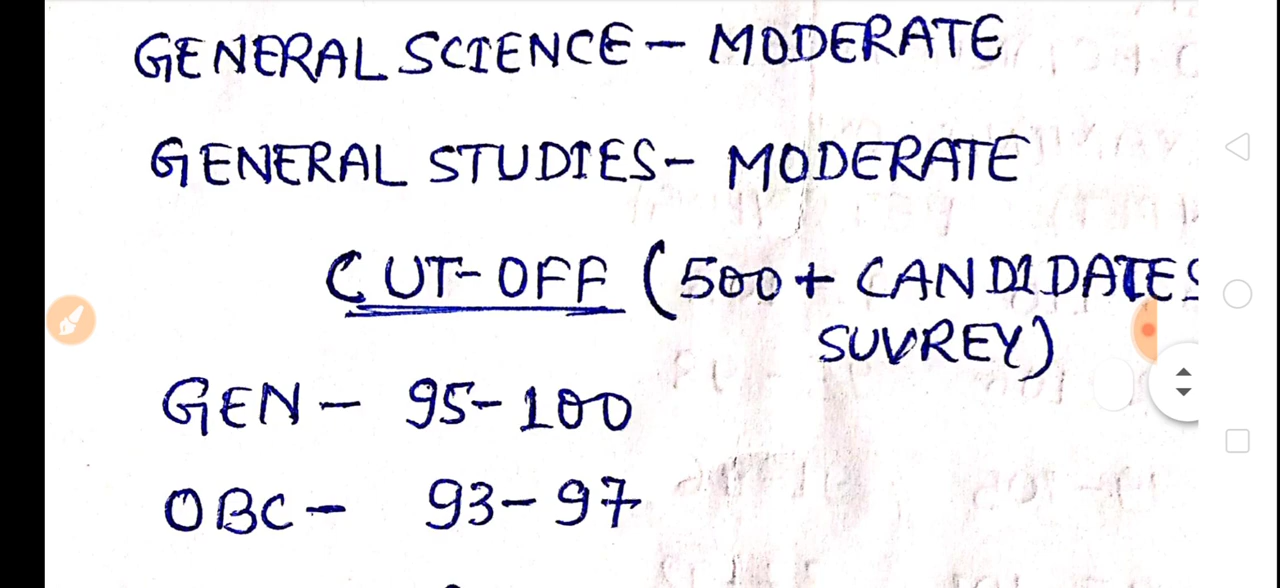 GENERAL SCIENCE - MODERATE
GENERAL STUDIES - MODERATE
CUT-OFF (500+ CANDIDATES
SUVREY)
GEN - 95-100
OBC - 93-97